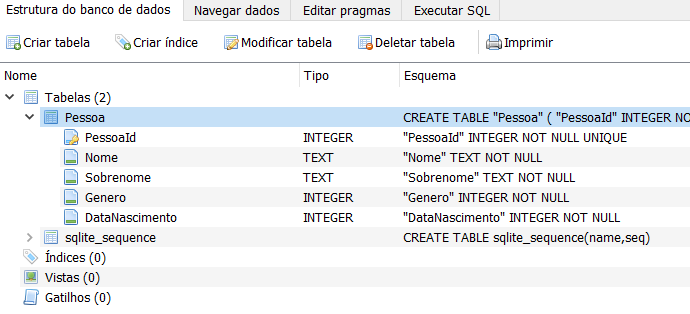 Estrutura do banco de dados Navegar dados Editar pragmas Executar SQL
Criar tabela Criar índice Modificar tabela Deletar tabela Imprimir
Nome Tipo Esquema
Tabelas (2)
Pessoa CREATE TABLE "Pessoa" ( "PessoaId" INTEGER NO
PessoaId INTEGER "PessoaId" INTEGER NOT NULL UNIQUE
Nome TEXT "Nome" TEXT NOT NULL
Sobrenome TEXT "Sobrenome" TEXT NOT NULL
Genero INTEGER "Genero" INTEGER NOT NULL
DataNascimento INTEGER "DataNascimento" INTEGER NOT NULL
sqlite_sequence CREATE TABLE sqlite_sequence(name,seq)
Índices (0)
Vistas (0)
Gatilhos (0)